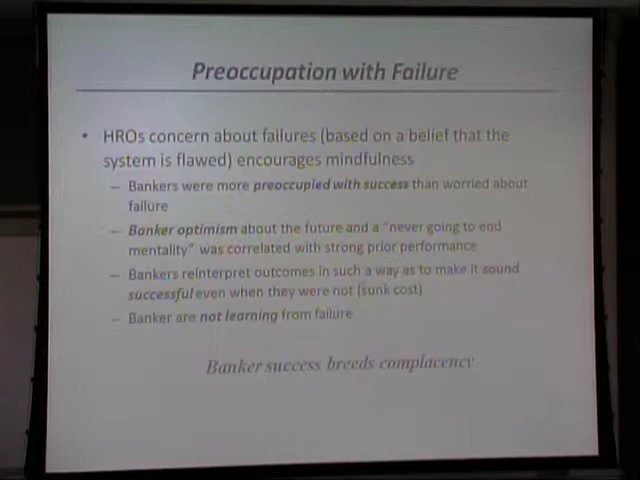 Preoccupation with Failure
• HROs concern about failures (based on a belief that the
system is flawed) encourages mindfulness
– Bankers were more preoccupied with success than worried about
failure
– Banker optimism about the future and a "never going to end
mentality" was correlated with strong prior performance
– Bankers reinterpret outcomes in such a way as to make it sound
successful even when they were not (sunk cost)
– Banker are not learning from failure
Banker success breeds complacency